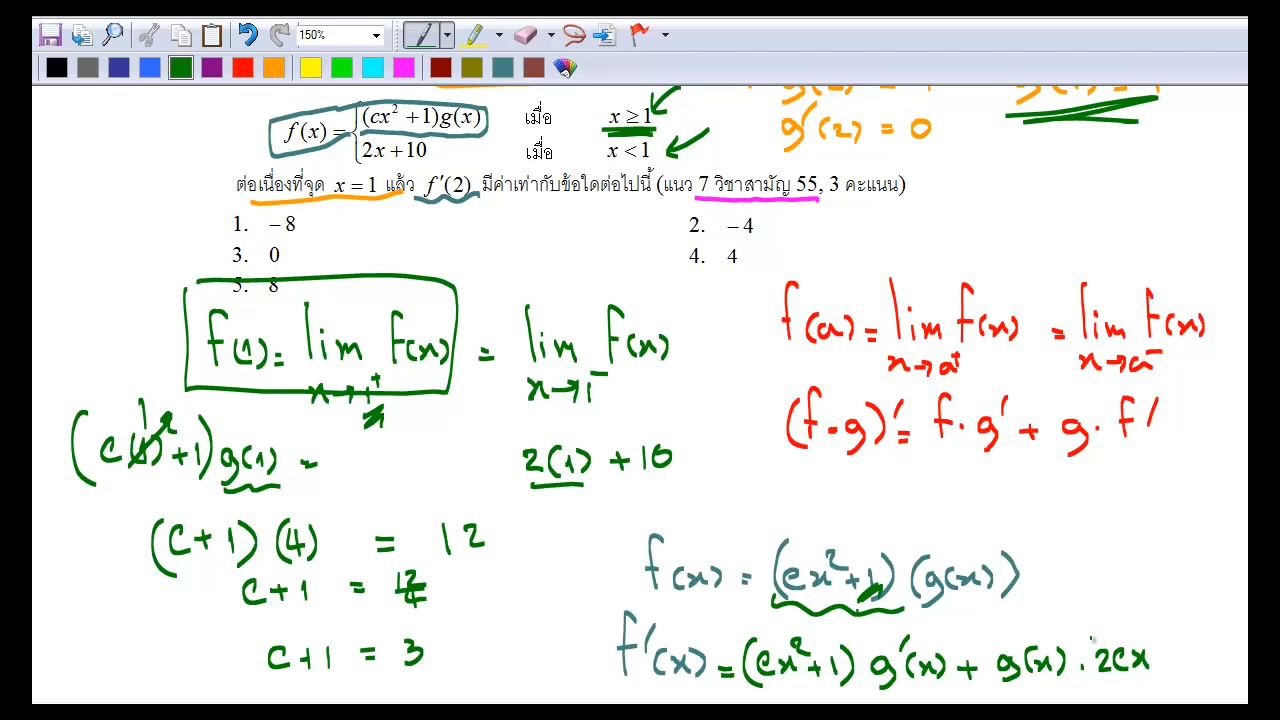 150%
g'(2) = 0
f(x) = { (cx² + 1)g(x) เมื่อ x ≥ 1
2x + 10 เมื่อ x < 1
ต่อเนื่องที่จุด x = 1 แล้ว f′(2) มีค่าเท่ากับข้อใดต่อไปนี้ (แนว 7 วิชาสามัญ 55, 3 คะแนน)
1. – 8 2. – 4
3. 0 4. 4
5. 8
f(1) = lim x→1⁺ f(x) = lim x→1⁻ f(x)
f(a) = lim x→a⁺ f(x) = lim x→a⁻ f(x)
(f·g)' = f·g' + g·f'
(c(1)² + 1) g(1) = 2(1) + 10
(c+1)(4) = 12
c+1 = 12/4
c+1 = 3
f(x) = (cx²+1)(g(x))
f'(x) = (cx²+1) g'(x) + g(x) · 2cx